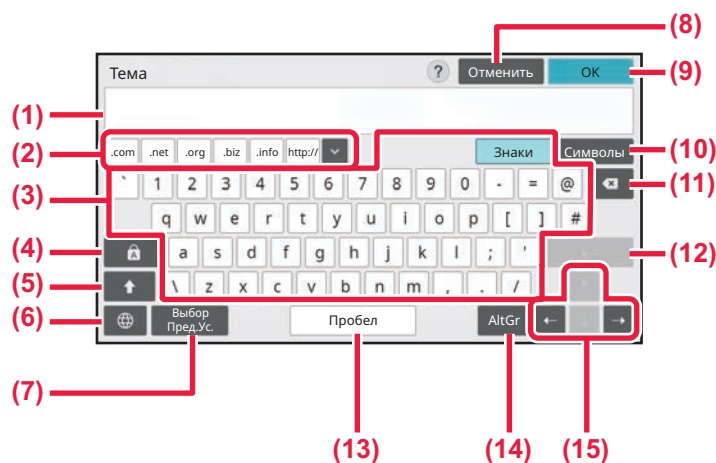 (8)
Тема ? Отменить OK (9)
(1)
(2) .com .net .org .biz .info http:// Знаки Символы (10)
(3) ` 1 2 3 4 5 6 7 8 9 0 - = @ (11)
q w e r t y u i o p [ ] #
(4) A a s d f g h j k l ; ' (12)
(5) \ z x c v b n m , . /
(6) Выбор Пробел AltGr ← →
Пред.Ус.
(7) (13) (14) (15)